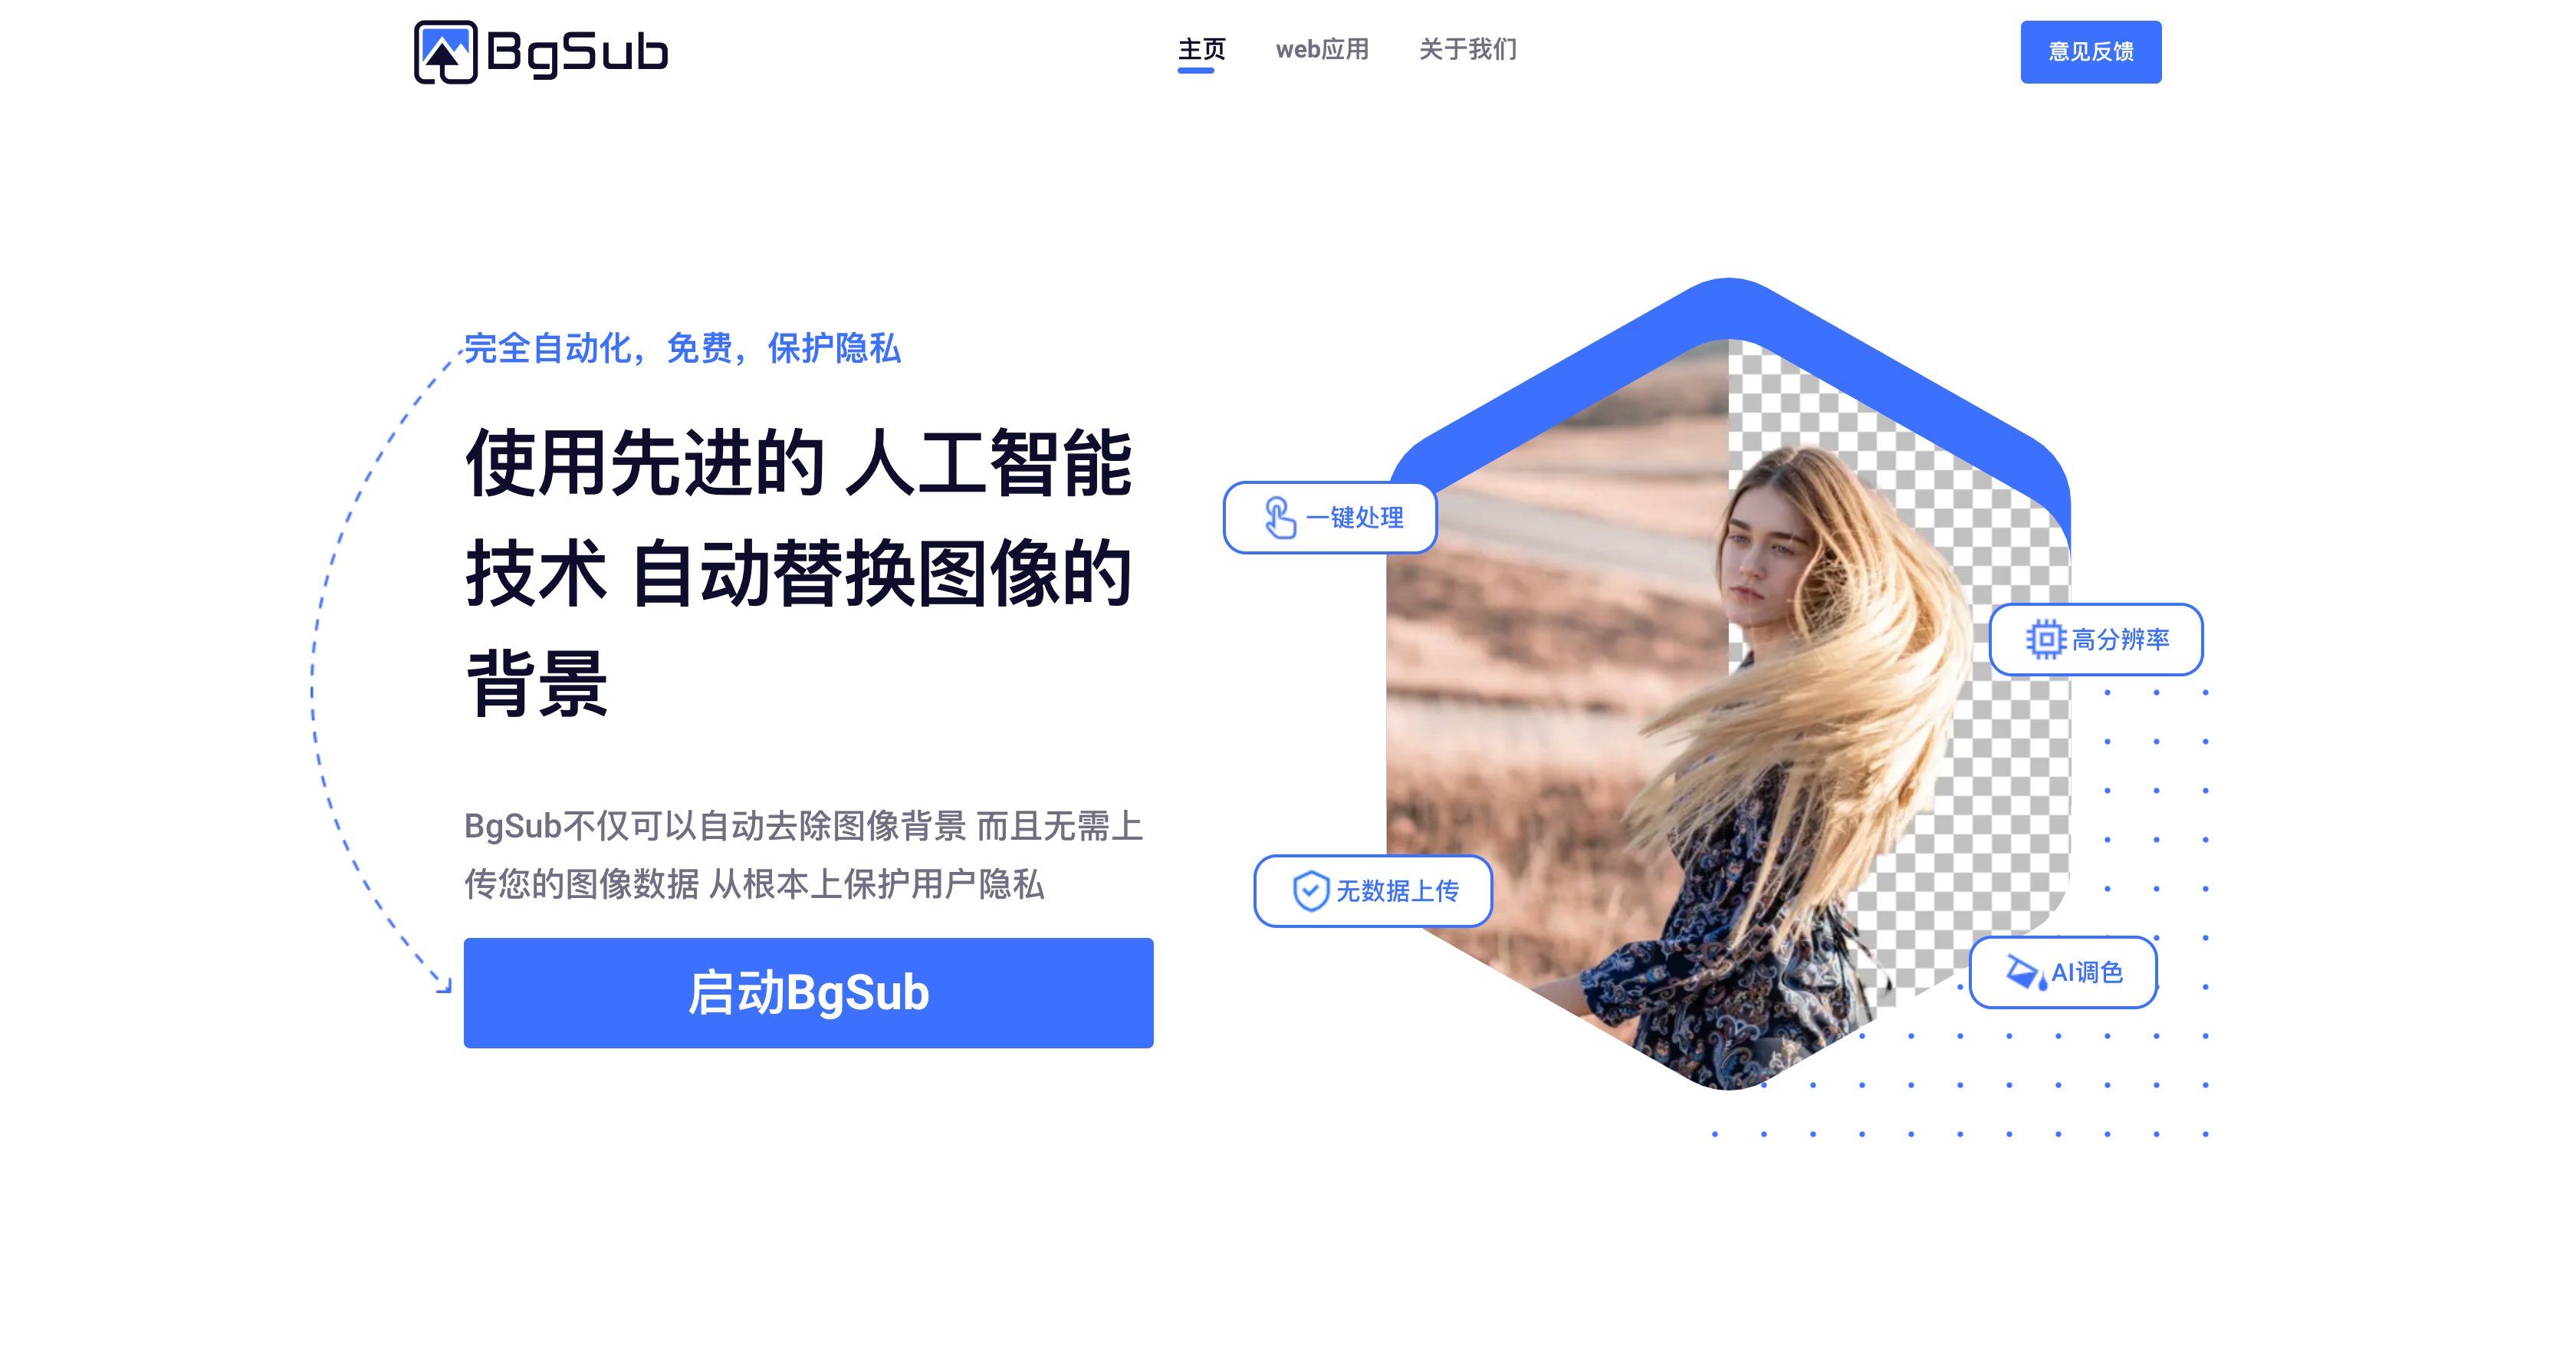 BgSub
主页
web应用
关于我们
意见反馈
完全自动化，免费，保护隐私
使用先进的 人工智能
技术 自动替换图像的
背景
BgSub不仅可以自动去除图像背景 而且无需上
传您的图像数据 从根本上保护用户隐私
启动BgSub
一键处理
高分辨率
无数据上传
AI调色